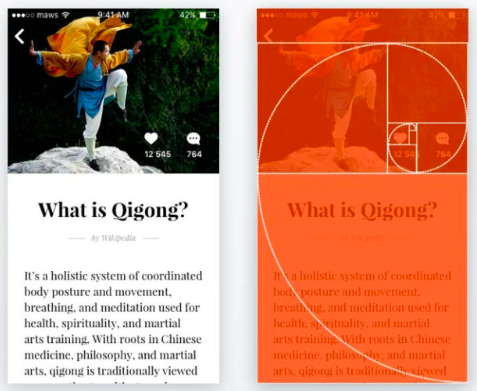 maws 9:41 AM 42%
12 545 764
What is Qigong?
by Wikipedia
It's a holistic system of coordinated
body posture and movement,
breathing, and meditation used for
health, spirituality, and martial
arts training. With roots in Chinese
medicine, philosophy, and martial
arts, qigong is traditionally viewed
maws 9:41 AM 42%
12 545 764
What is Qigong?
by Wikipedia
It's a holistic system of coordinated
body posture and movement,
breathing, and meditation used for
health, spirituality, and martial
arts training. With roots in Chinese
medicine, philosophy, and martial
arts, qigong is traditionally viewed